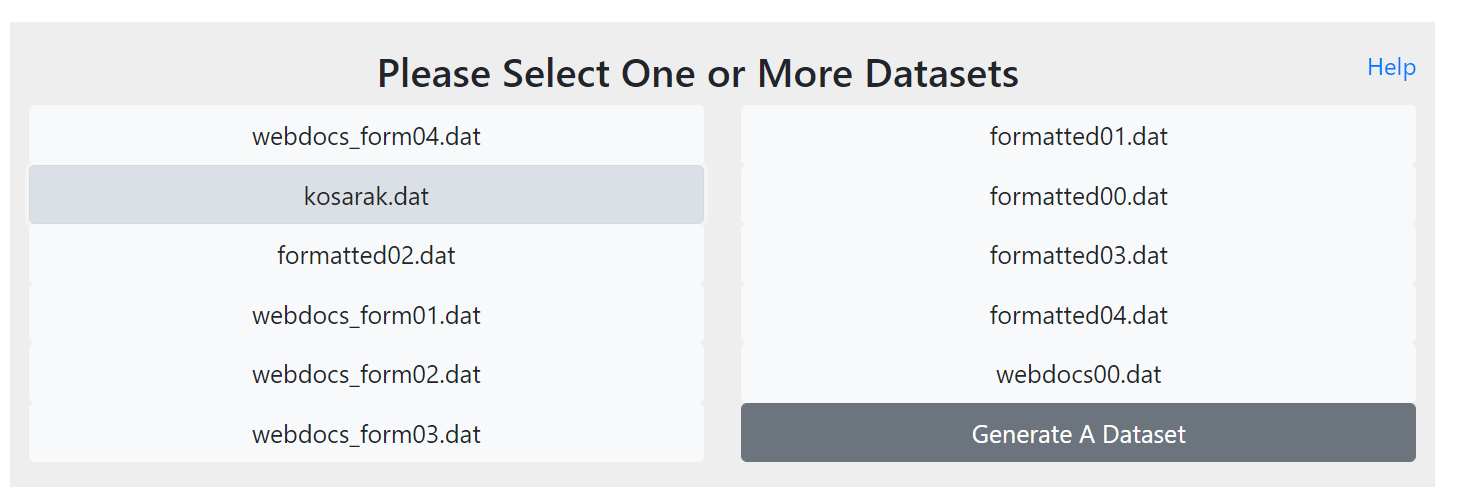 Please Select One or More Datasets
Help
webdocs_form04.dat
formatted01.dat
kosarak.dat
formatted00.dat
formatted02.dat
formatted03.dat
webdocs_form01.dat
formatted04.dat
webdocs_form02.dat
webdocs00.dat
webdocs_form03.dat
Generate A Dataset